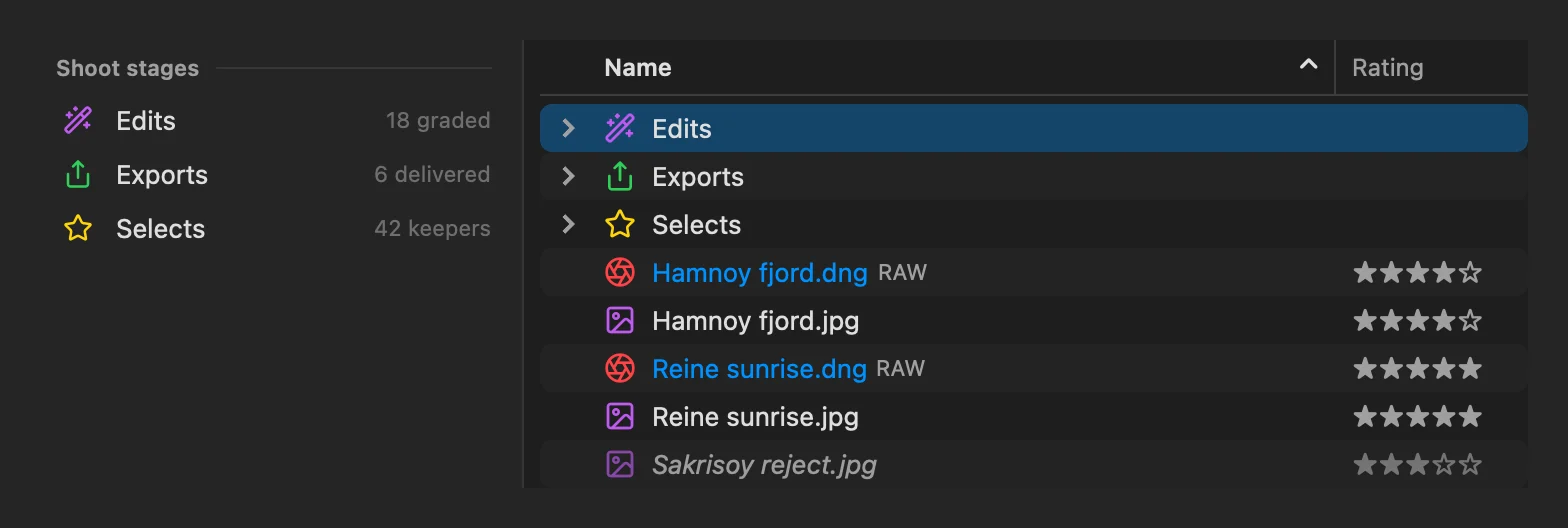 Shoot stages
Edits 18 graded
Exports 6 delivered
Selects 42 keepers
Name Rating
Edits
Exports
Selects
Hamnoy fjord.dng RAW
Hamnoy fjord.jpg
Reine sunrise.dng RAW
Reine sunrise.jpg
Sakrisoy reject.jpg